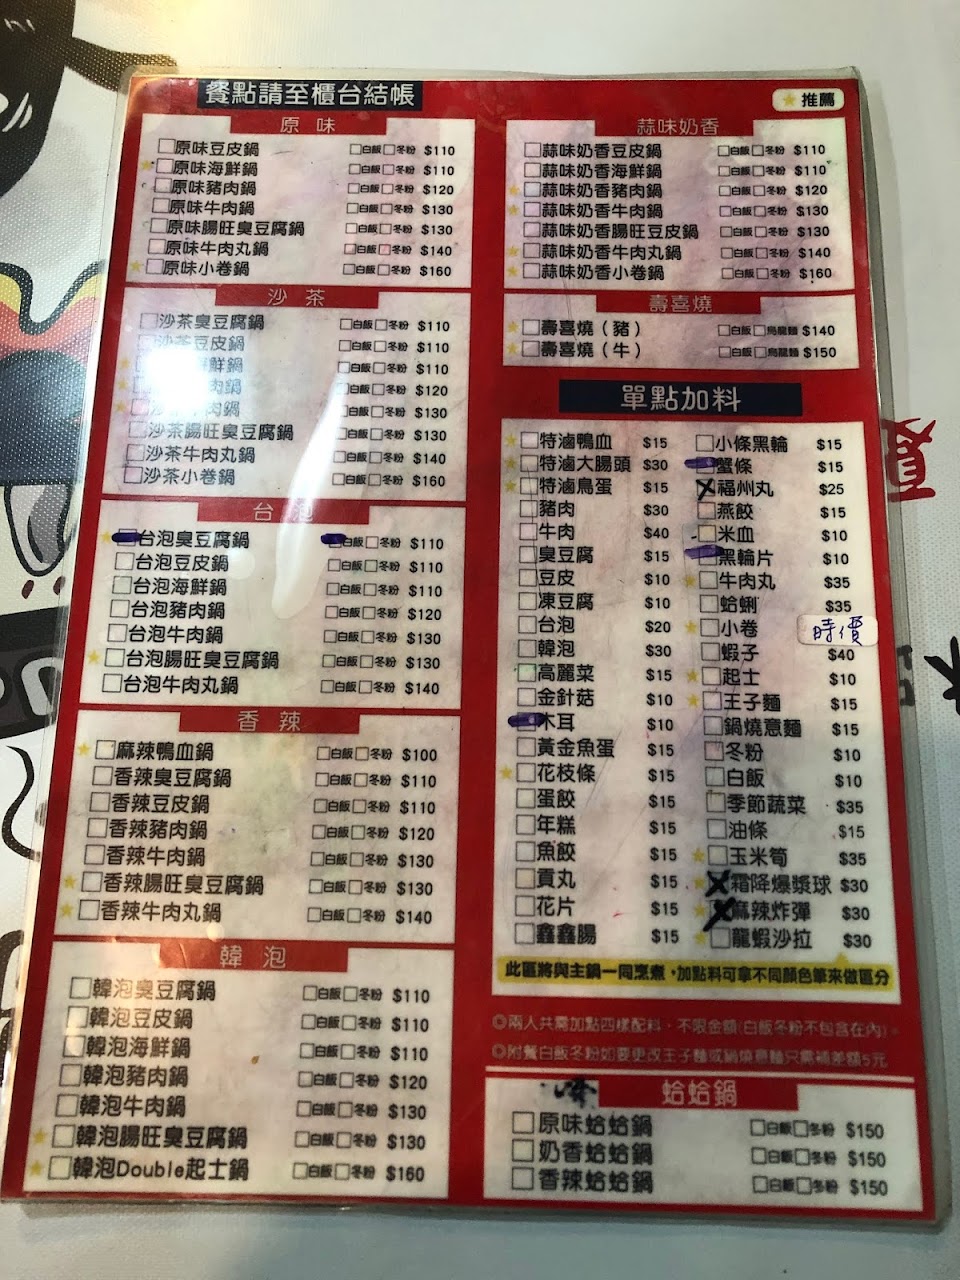 餐點請至櫃台結帳
推薦
原味
原味豆皮鍋 白飯 冬粉 $110
原味海鮮鍋 白飯 冬粉 $110
原味豬肉鍋 白飯 冬粉 $120
原味牛肉鍋 白飯 冬粉 $130
原味腸旺臭豆腐鍋 白飯 冬粉 $130
原味牛肉丸鍋 白飯 冬粉 $140
原味小卷鍋 白飯 冬粉 $160
沙茶
沙茶臭豆腐鍋 白飯 冬粉 $110
沙茶豆皮鍋 白飯 冬粉 $110
鮮鍋 白飯 冬粉 $110
肉鍋 白飯 冬粉 $120
沙茶 肉鍋 白飯 冬粉 $130
沙茶腸旺臭豆腐鍋 白飯 冬粉 $130
沙茶牛肉丸鍋 白飯 冬粉 $140
沙茶小卷鍋 白飯 冬粉 $160
台泡
台泡臭豆腐鍋 白飯 冬粉 $110
台泡豆皮鍋 白飯 冬粉 $110
台泡海鮮鍋 白飯 冬粉 $110
台泡豬肉鍋 白飯 冬粉 $120
台泡牛肉鍋 白飯 冬粉 $130
台泡腸旺臭豆腐鍋 白飯 冬粉 $130
台泡牛肉丸鍋 白飯 冬粉 $140
香辣
麻辣鴨血鍋 白飯 冬粉 $100
香辣臭豆腐鍋 白飯 冬粉 $110
香辣豆皮鍋 白飯 冬粉 $110
香辣豬肉鍋 白飯 冬粉 $120
香辣牛肉鍋 白飯 冬粉 $130
香辣腸旺臭豆腐鍋 白飯 冬粉 $130
香辣牛肉丸鍋 白飯 冬粉 $140
韓泡
韓泡臭豆腐鍋 白飯 冬粉 $110
韓泡豆皮鍋 白飯 冬粉 $110
韓泡海鮮鍋 白飯 冬粉 $110
韓泡豬肉鍋 白飯 冬粉 $120
韓泡牛肉鍋 白飯 冬粉 $130
韓泡腸旺臭豆腐鍋 白飯 冬粉 $130
韓泡Double起士鍋 白飯 冬粉 $160
蒜味奶香
蒜味奶香豆皮鍋 白飯 冬粉 $110
蒜味奶香海鮮鍋 白飯 冬粉 $110
蒜味奶香豬肉鍋 白飯 冬粉 $120
蒜味奶香牛肉鍋 白飯 冬粉 $130
蒜味奶香腸旺豆皮鍋 白飯 冬粉 $130
蒜味奶香牛肉丸鍋 白飯 冬粉 $140
蒜味奶香小卷鍋 白飯 冬粉 $160
壽喜燒
壽喜燒（豬） 白飯 烏龍麵 $140
壽喜燒（牛） 白飯 烏龍麵 $150
單點加料
特滷鴨血 $15
特滷大腸頭 $30
特滷鳥蛋 $15
豬肉 $30
牛肉 $40
臭豆腐 $15
豆皮 $10
凍豆腐 $10
台泡 $20
韓泡 $30
高麗菜 $15
金針菇 $10
木耳 $10
黃金魚蛋 $15
花枝條 $15
蛋餃 $15
年糕 $15
魚餃 $15
貢丸 $15
花片 $15
鑫鑫腸 $15
小條黑輪 $15
蟹條 $15
福州丸 $25
燕餃 $15
米血 $10
黑輪片 $10
牛肉丸 $35
蛤蜊 $35
小卷 時價
蝦子 $40
起士 $10
王子麵 $15
鍋燒意麵 $15
冬粉 $10
白飯 $10
季節蔬菜 $35
油條 $15
玉米筍 $35
霜降爆漿球 $30
麻辣炸彈 $30
龍蝦沙拉 $30
此區將與主鍋一同烹煮，加點料可拿不同顏色筆來做區分
◎兩人共需加點四樣配料，不限金額(白飯冬粉不包含在內)。
◎附餐白飯冬粉如要更改王子麵或鍋燒意麵只需補差額5元
蛤蛤鍋
原味蛤蛤鍋 白飯 冬粉 $150
奶香蛤蛤鍋 白飯 冬粉 $150
香辣蛤蛤鍋 白飯 冬粉 $150